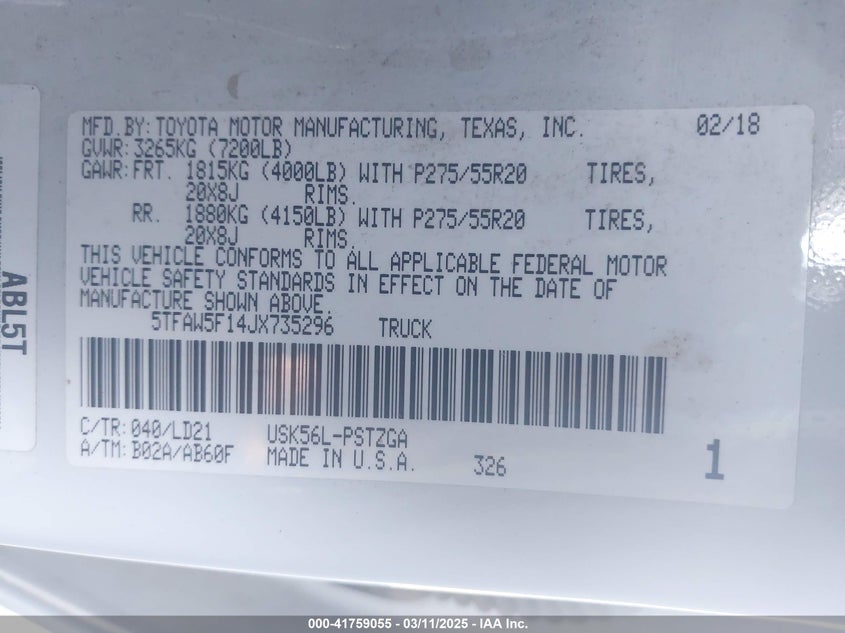 MFD.BY: TOYOTA MOTOR MANUFACTURING, TEXAS, INC. 02/18
GVWR: 3265KG (7200LB)
GAWR: FRT. 1815KG (4000LB) WITH P275/55R20 TIRES,
20X8J RIMS.
RR. 1880KG (4150LB) WITH P275/55R20 TIRES,
20X8J RIMS.
THIS VEHICLE CONFORMS TO ALL APPLICABLE FEDERAL MOTOR
VEHICLE SAFETY STANDARDS IN EFFECT ON THE DATE OF
MANUFACTURE SHOWN ABOVE.
5TFAW5F14JX735296 TRUCK
C/TR: 040/LD21 USK56L-PSTZGA
A/TM: B02A/AB60F MADE IN U.S.A. 326 1
ABL5T
000-41759055 - 03/11/2025 - IAA Inc.